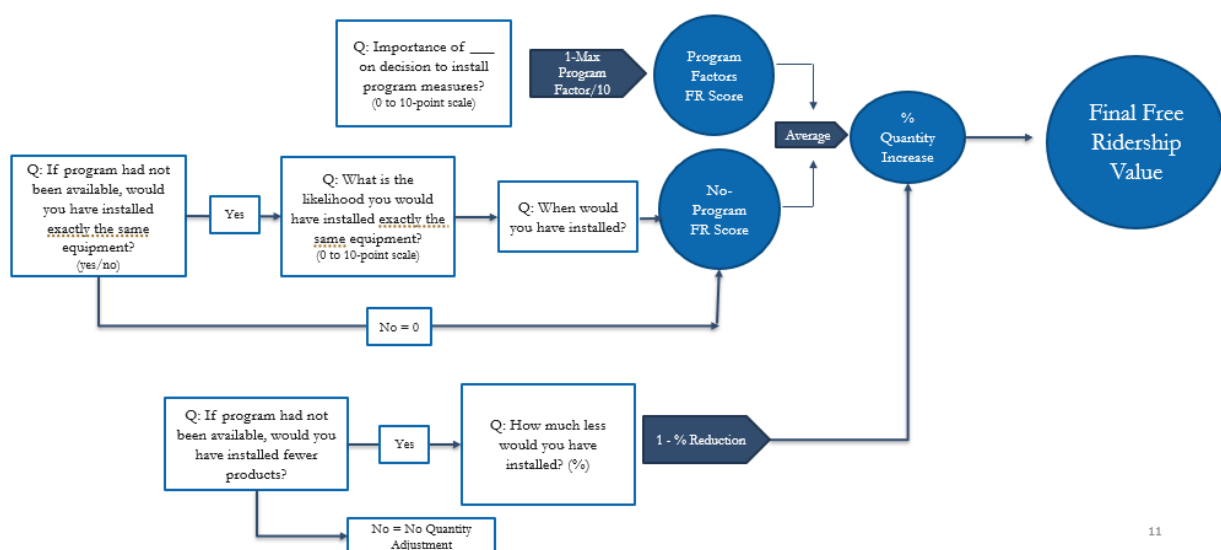 Q: Importance of ___
on decision to install
program measures?
(0 to 10-point scale)
1-Max
Program
Factor/10
Program
Factors
FR Score
Average
%
Quantity
Increase
Final Free
Ridership
Value
Q: If program had not
been available, would
you have installed
exactly the same
equipment?
(yes/no)
Yes
Q: What is the
likelihood you would
have installed exactly the
same equipment?
(0 to 10-point scale)
Q: When would
you have installed?
No-
Program
FR Score
No = 0
Q: If program had not
been available, would you
have installed fewer
products?
Yes
Q: How much less
would you have
installed? (%)
1 - % Reduction
No = No Quantity
Adjustment
11